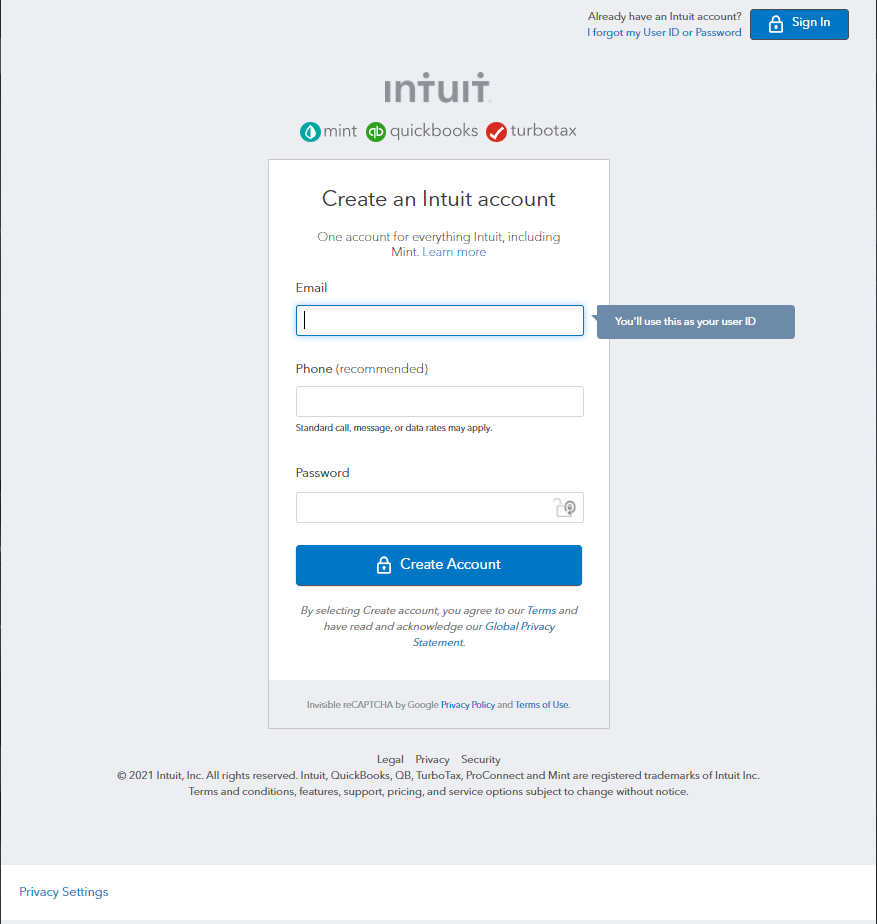 Already have an Intuit account?
I forgot my User ID or Password
Sign In
intuit
mint quickbooks turbotax
Create an Intuit account
One account for everything Intuit, including
Mint. Learn more
Email
You'll use this as your user ID
Phone (recommended)
Standard call, message, or data rates may apply.
Password
Create Account
By selecting Create account, you agree to our Terms and
have read and acknowledge our Global Privacy
Statement.
Invisible reCAPTCHA by Google Privacy Policy and Terms of Use.
Legal Privacy Security
© 2021 Intuit, Inc. All rights reserved. Intuit, QuickBooks, QB, TurboTax, ProConnect and Mint are registered trademarks of Intuit Inc.
Terms and conditions, features, support, pricing, and service options subject to change without notice.
Privacy Settings